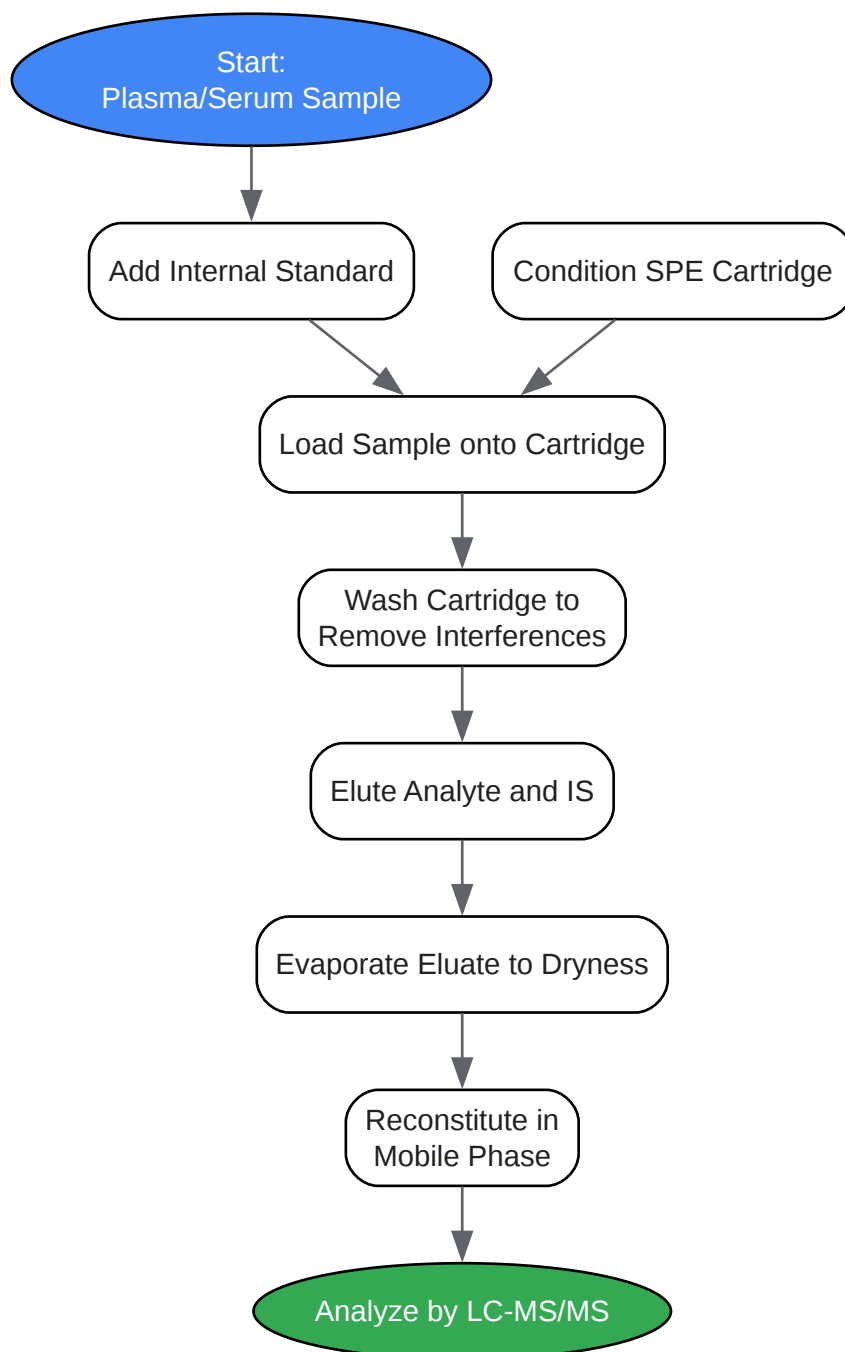 Start:
Plasma/Serum Sample
Add Internal Standard
Condition SPE Cartridge
Load Sample onto Cartridge
Wash Cartridge to
Remove Interferences
Elute Analyte and IS
Evaporate Eluate to Dryness
Reconstitute in
Mobile Phase
Analyze by LC-MS/MS